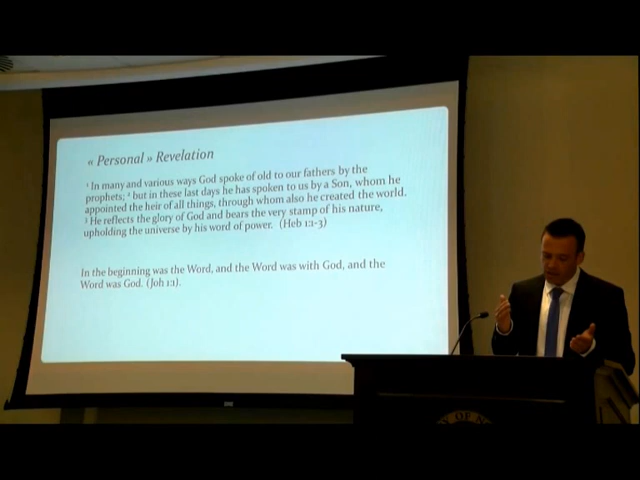 « Personal » Revelation
¹ In many and various ways God spoke of old to our fathers by the
prophets; ² but in these last days he has spoken to us by a Son, whom he
appointed the heir of all things, through whom also he created the world.
³ He reflects the glory of God and bears the very stamp of his nature,
upholding the universe by his word of power. (Heb 1:1-3)
In the beginning was the Word, and the Word was with God, and the
Word was God. (Joh 1:1).
OF